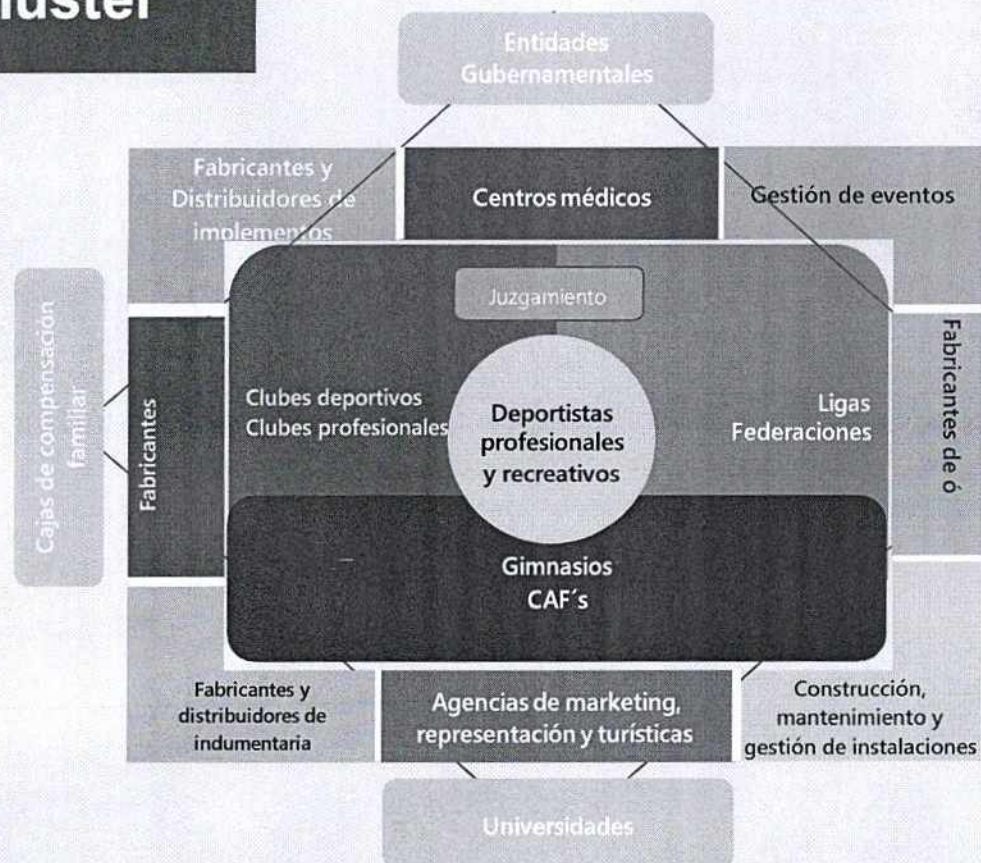 luster
Entidades
Gubernamentales
Fabricantes y
Distribuidores de
implementos
Centros médicos
Gestión de eventos
Juzgamiento
Cajas de compensación
familiar
Fabricantes
Clubes deportivos
Clubes profesionales
Deportistas
profesionales
y recreativos
Ligas
Federaciones
Fabricantes de ó
Gimnasios
CAF´s
Fabricantes y
distribuidores de
indumentaria
Agencias de marketing,
representación y turísticas
Construcción,
mantenimiento y
gestión de instalaciones
Universidades